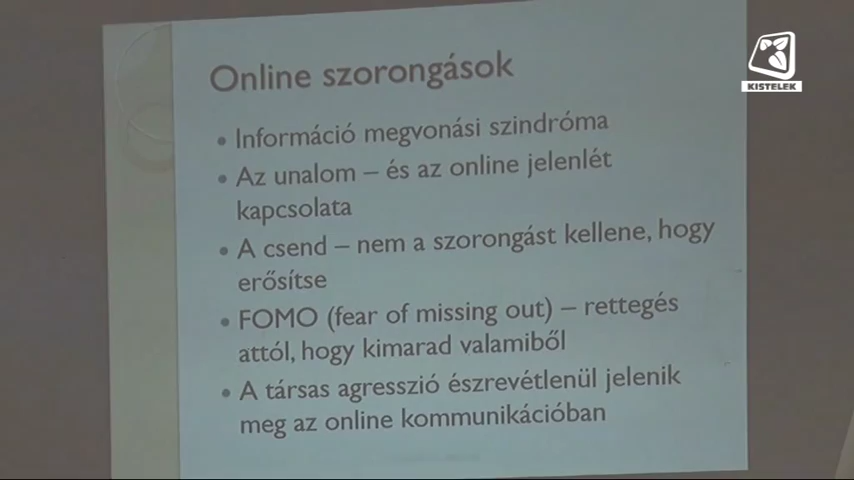 Online szorongások
KISTELEK
• Információ megvonási szindróma
• Az unalom – és az online jelenlét
kapcsolata
• A csend – nem a szorongást kellene, hogy
erősítse
• FOMO (fear of missing out) – rettegés
attól, hogy kimarad valamiből
• A társas agresszió észrevétlenül jelenik
meg az online kommunikációban